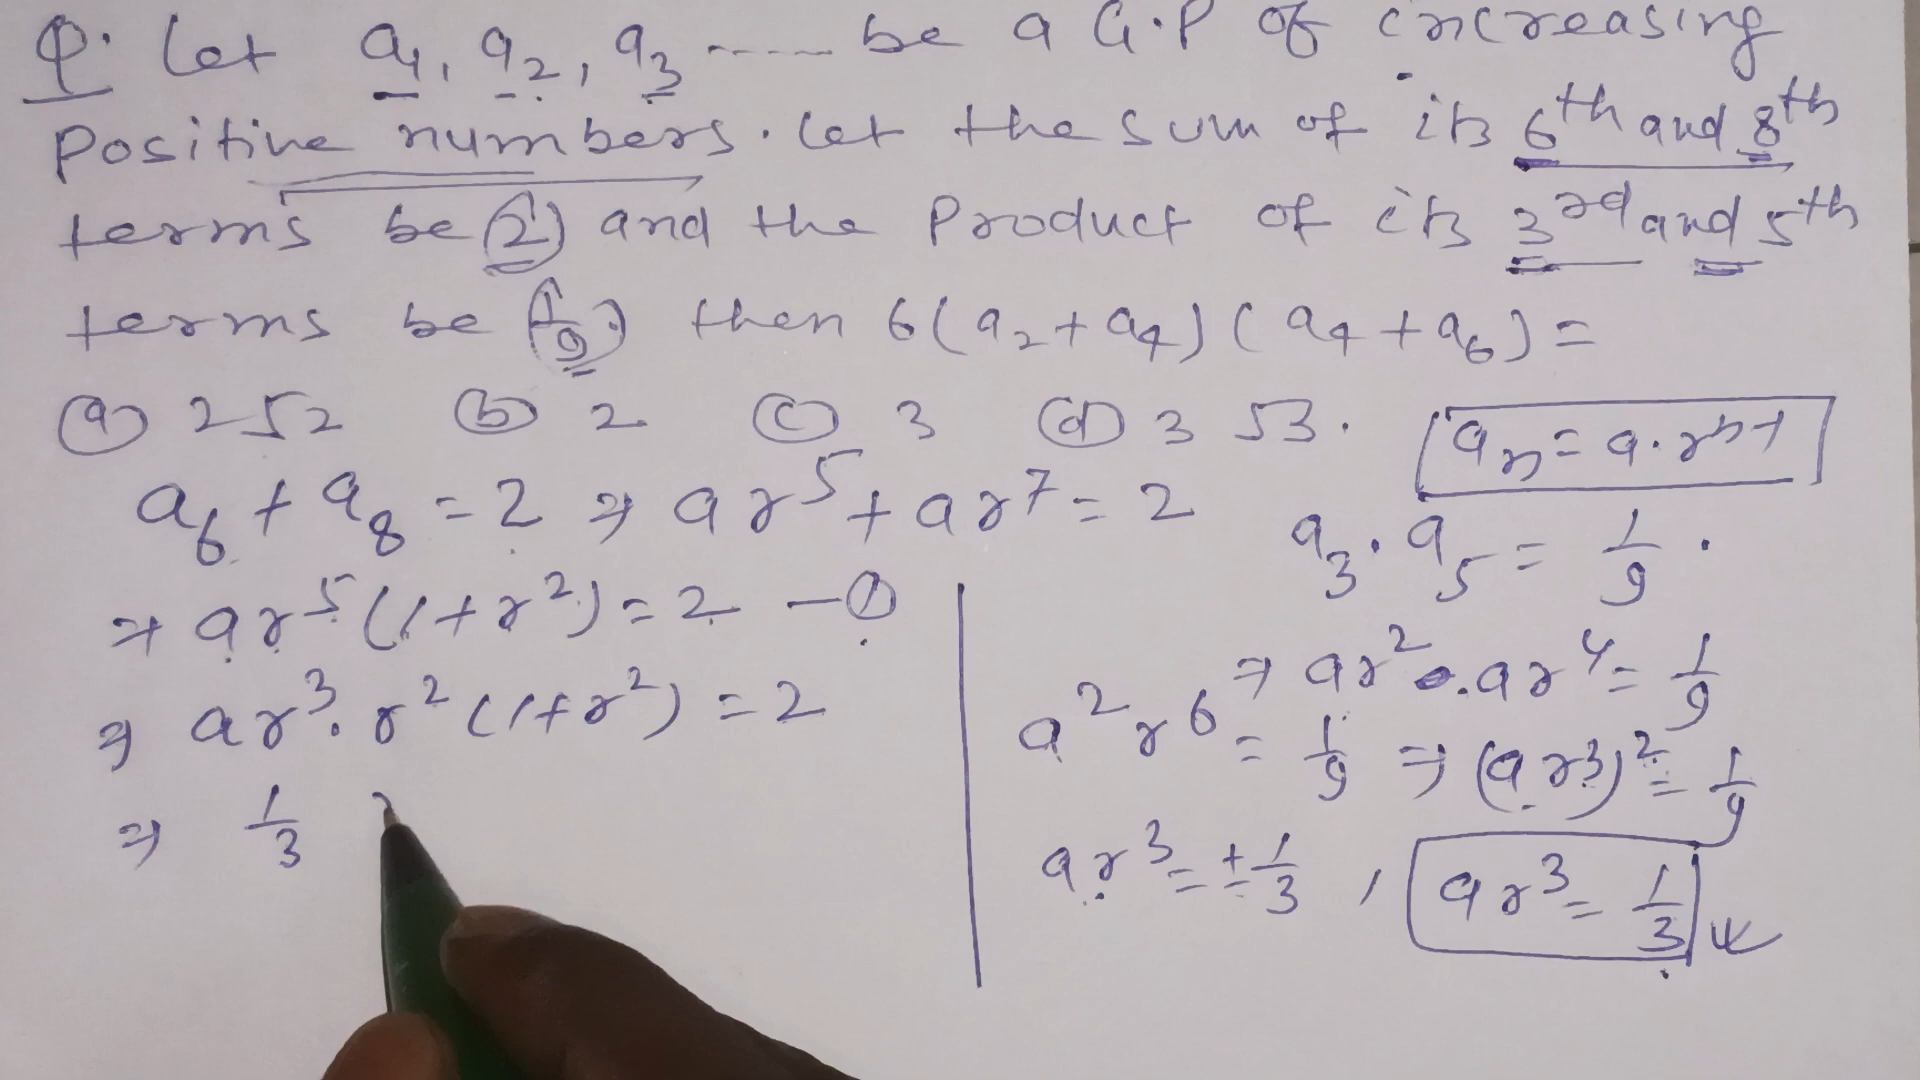 Q. Let a1, a2, a3 ---- be a G.P of increasing
Positive numbers. Let the sum of its 6th and 8th
terms be (2) and the Product of its 3rd and 5th
terms be (1/9) then 6(a2+a4)(a4+a6)=
(a) 252 (b) 2 (c) 3 (d) 353.
an = a.r^n-1
a6 + a8 = 2 ⇒ ar^5 + ar^7 = 2
a3 . a5 = 1/9 .
⇒ ar^5(1+r^2) = 2 - ①
⇒ ar^3 . r^2(1+r^2) = 2
⇒ 1/3
⇒ ar^2 . ar^4 = 1/9
a^2 r^6 = 1/9 ⇒ (ar^3)^2 = 1/9
ar^3 = ± 1/3 , ar^3 = 1/3